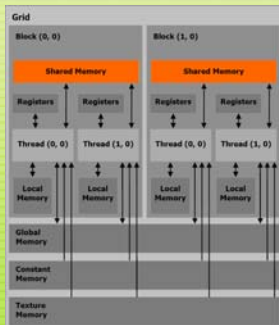 Grid
Block (0, 0)
Block (1, 0)
Shared Memory
Shared Memory
Registers
Registers
Registers
Registers
Thread (0, 0)
Thread (1, 0)
Thread (0, 0)
Thread (1, 0)
Local
Memory
Local
Memory
Local
Memory
Local
Memory
Global
Memory
Constant
Memory
Texture
Memory